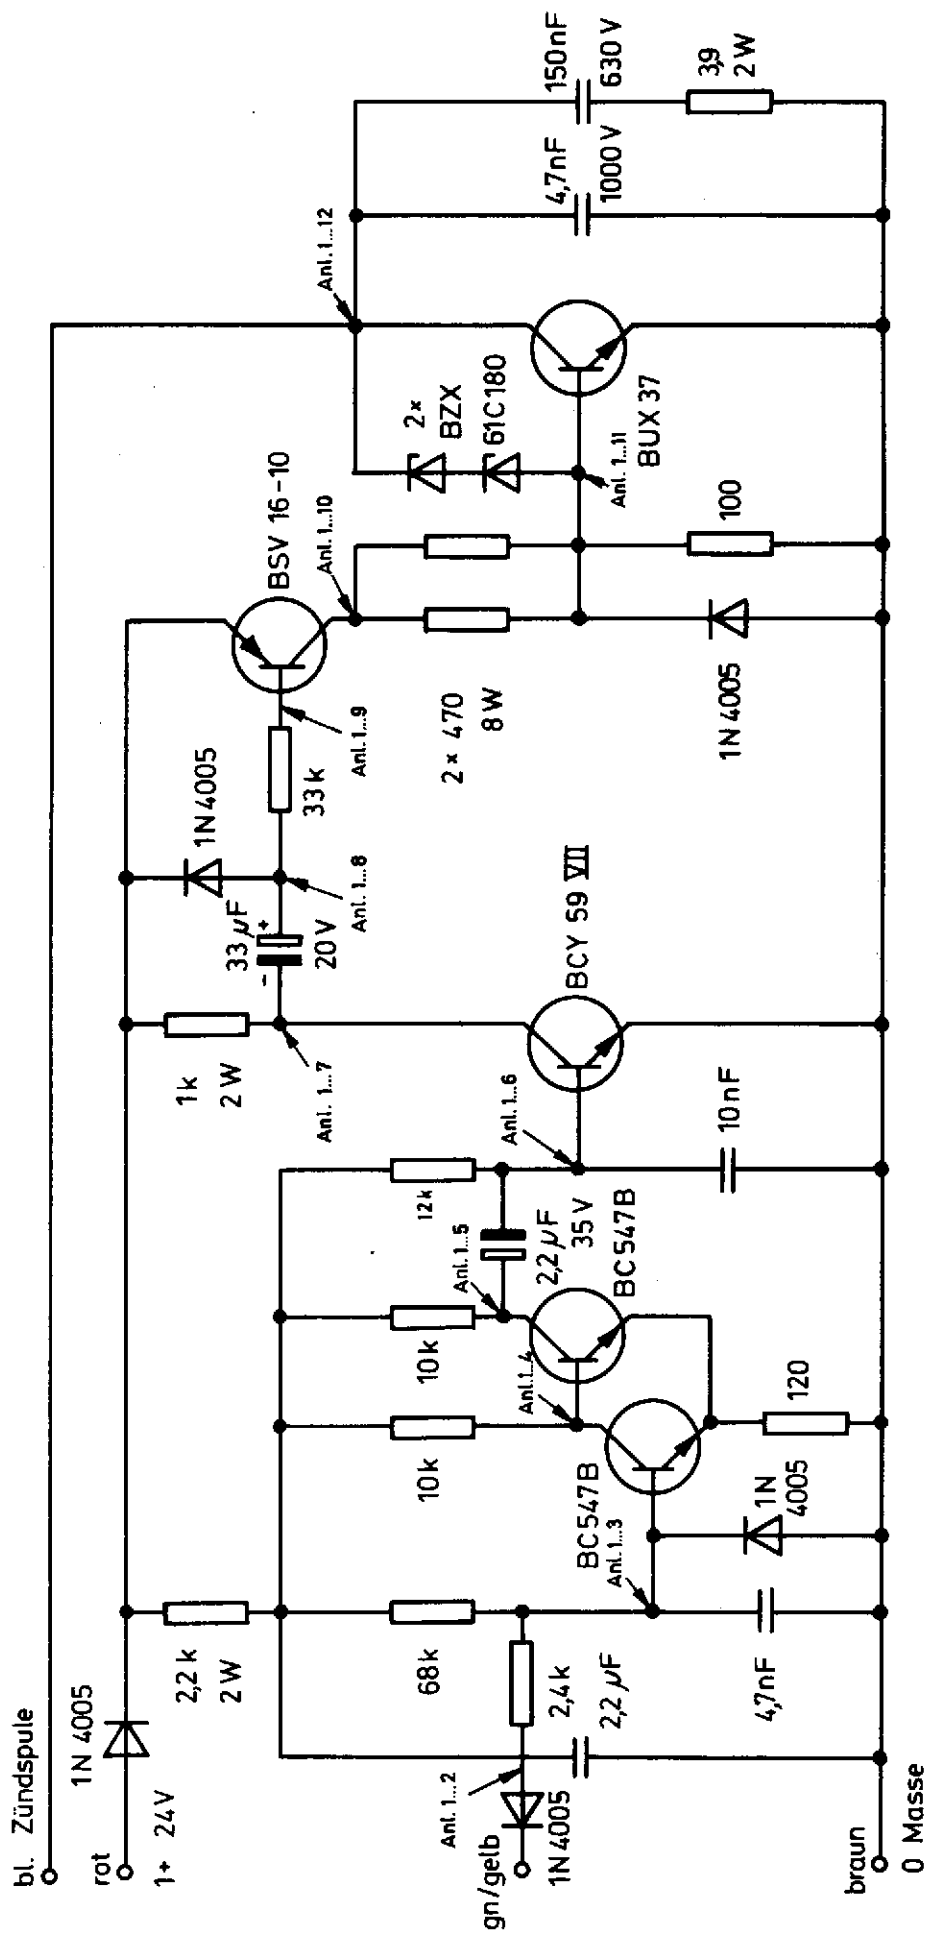 bl. Zündspule
rot
1+ 24V
1N 4005
2,2 k
2 W
1k
2 W
Anl. 1...7
33 µF
- +
20 V
1N 4005
Anl. 1...8
33 k
Anl. 1...9
BSV 16-10
Anl. 1...10
2 × 470
8 W
2 ×
BZX
61C180
Anl. 1...11
BUX 37
Anl. 1...12
4,7nF
1000 V
150nF
630 V
3,9
2 W
100
1N 4005
gn/gelb
1N 4005
Anl. 1...2
68k
2,4k
2,2 µF
10k
10k
12k
Anl. 1...5
2,2 µF
35 V
BC547B
Anl. 1...4
Anl. 1...6
BCY 59 VII
10nF
BC547B
Anl. 1...3
4,7nF
1N
4005
120
braun
0 Masse